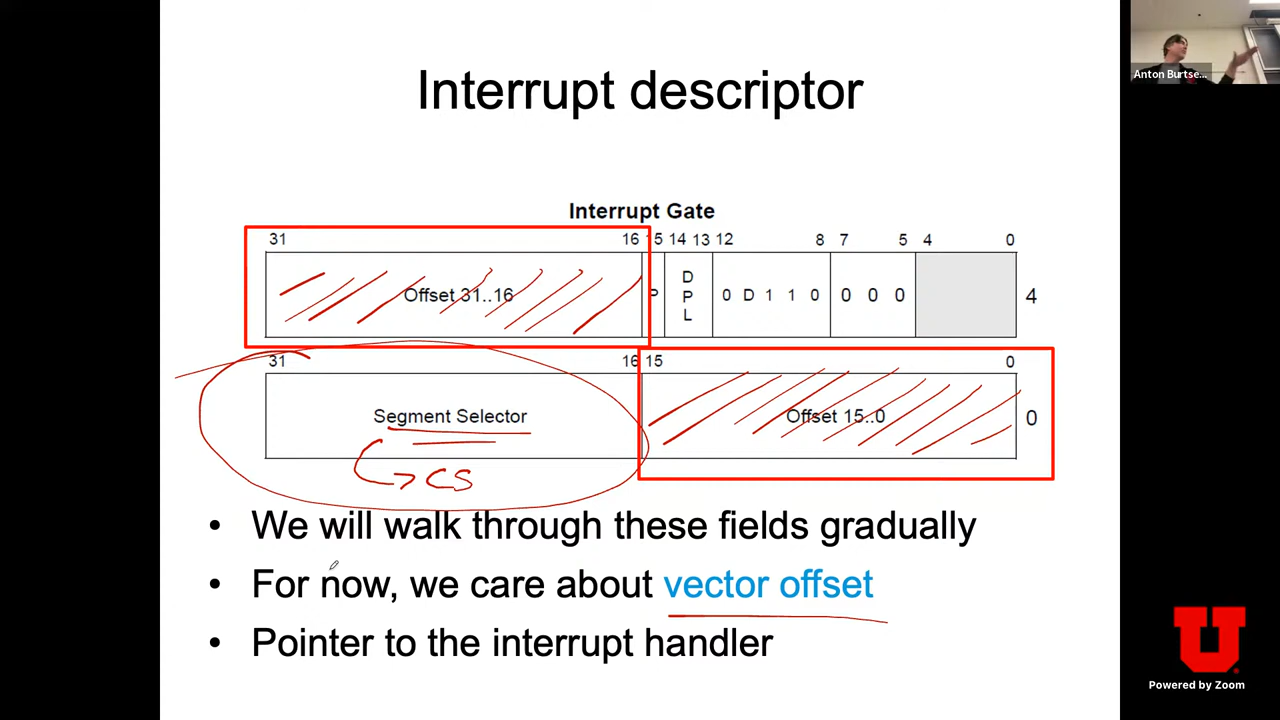 Interrupt descriptor
Anton Burtse...
Interrupt Gate
31 16 15 14 13 12 8 7 5 4 0
Offset 31..16 P DPL 0 D 1 1 0 0 0 0 4
31 16 15 0
Segment Selector Offset 15..0 0
CS
• We will walk through these fields gradually
• For now, we care about vector offset
• Pointer to the interrupt handler
U
Powered by Zoom